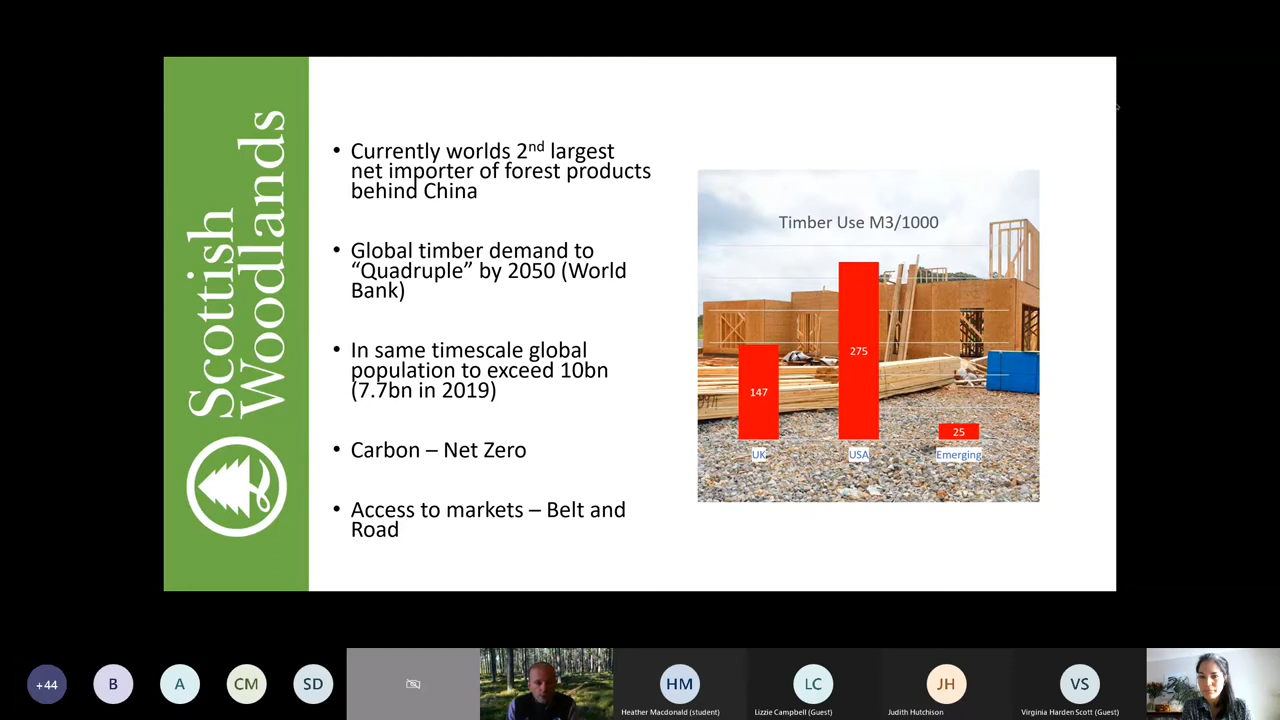 Scottish
Woodlands
• Currently worlds 2nd largest
net importer of forest products
behind China
• Global timber demand to
“Quadruple” by 2050 (World
Bank)
• In same timescale global
population to exceed 10bn
(7.7bn in 2019)
• Carbon – Net Zero
• Access to markets – Belt and
Road
Timber Use M3/1000
275
147
25
UK
USA
Emerging
+44
B
A
CM
SD
HM
LC
JH
VS
Heather Macdonald (student)
Lizzie Campbell (Guest)
Judith Hutchison
Virginia Harden Scott (Guest)